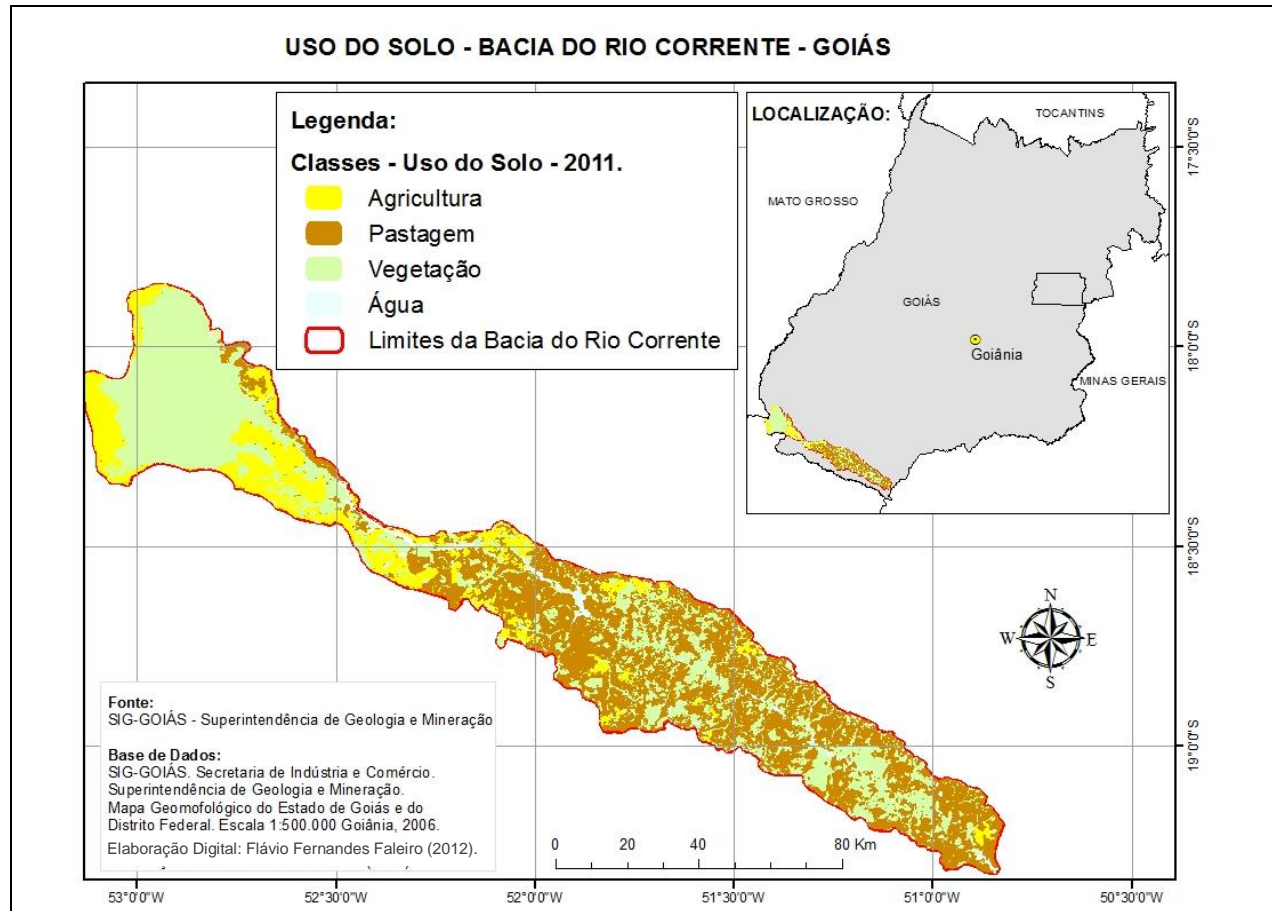 USO DO SOLO - BACIA DO RIO CORRENTE - GOIÁS
Legenda:
Classes - Uso do Solo - 2011.
Agricultura
Pastagem
Vegetação
Água
Limites da Bacia do Rio Corrente
LOCALIZAÇÃO:
TOCANTINS
MATO GROSSO
GOIÁS
Goiânia
MINAS GERAIS
17°30'0"S
18°0'0"S
18°30'0"S
19°0'0"S
N
W
E
S
Fonte:
SIG-GOIÁS - Superintendência de Geologia e Mineração
Base de Dados:
SIG-GOIÁS. Secretaria de Indústria e Comércio.
Superintendência de Geologia e Mineração.
Mapa Geomofológico do Estado de Goiás e do
Distrito Federal. Escala 1:500.000 Goiânia, 2006.
Elaboração Digital: Flávio Fernandes Faleiro (2012).
0 20 40 80 Km
53°0'0"W 52°30'0"W 52°0'0"W 51°30'0"W 51°0'0"W 50°30'0"W